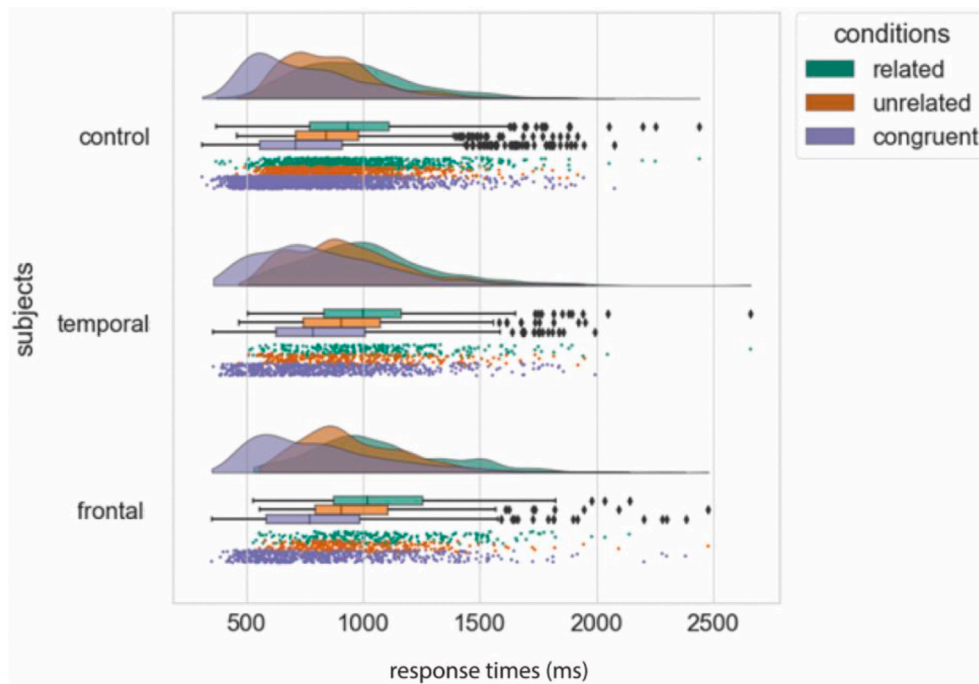 conditions
related
unrelated
congruent
subjects
control
temporal
frontal
500 1000 1500 2000 2500
response times (ms)